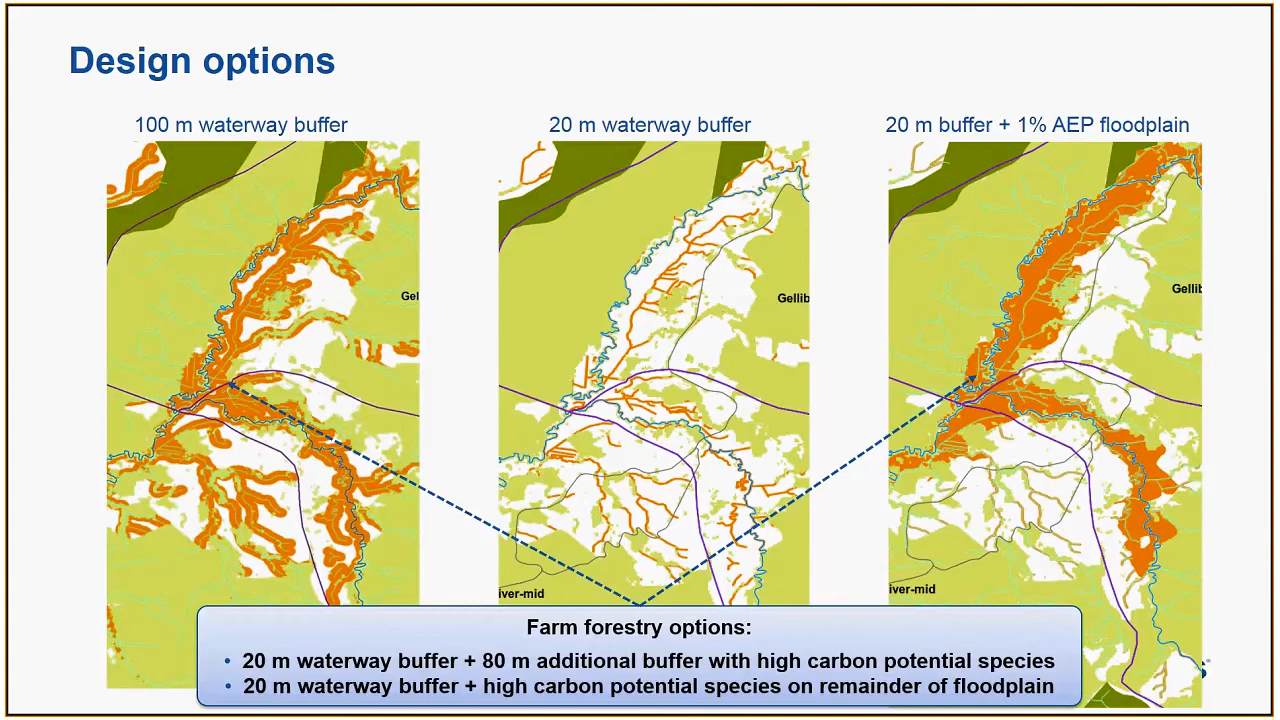 Design options
100 m waterway buffer
20 m waterway buffer
20 m buffer + 1% AEP floodplain
Gel
Gellib
Gellib
iver-mid
iver-mid
Farm forestry options:
• 20 m waterway buffer + 80 m additional buffer with high carbon potential species
• 20 m waterway buffer + high carbon potential species on remainder of floodplain